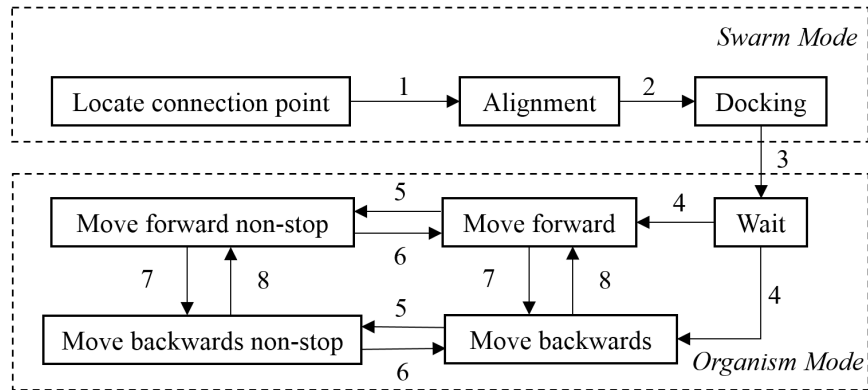 Swarm Mode
Locate connection point
1
Alignment
2
Docking
3
Move forward non-stop
5
6
Move forward
4
Wait
7
8
7
8
4
Move backwards non-stop
5
6
Move backwards
Organism Mode